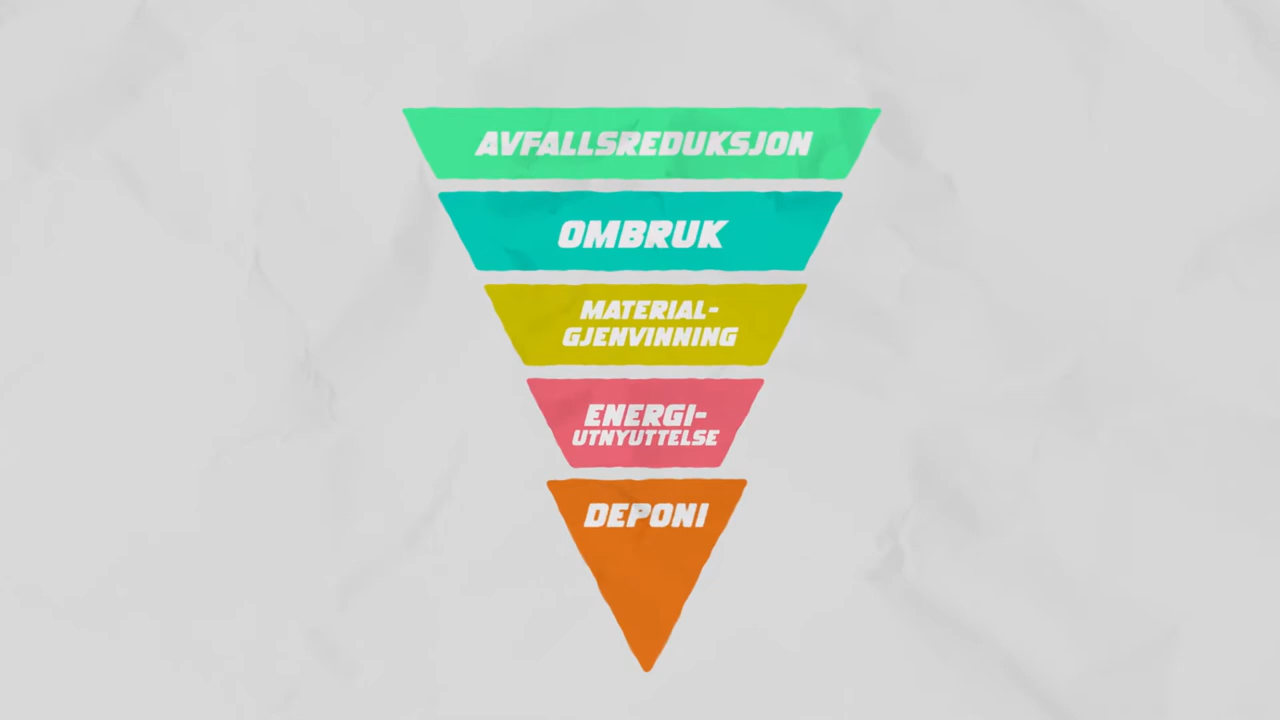 AVFALLSREDUKSJON
OMBRUK
MATERIAL-
GJENVINNING
ENERGI-
UTNYUTTELSE
DEPONI